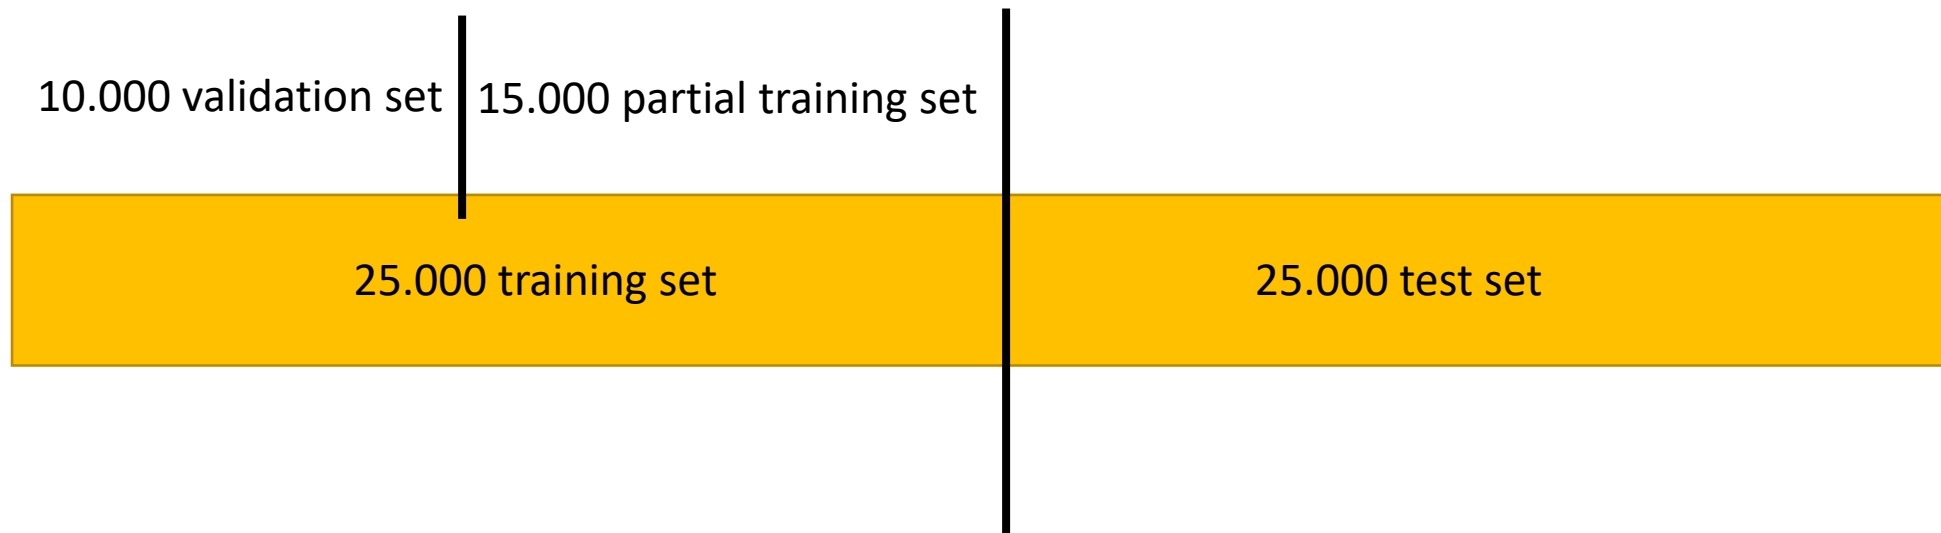 10.000 validation set
15.000 partial training set
25.000 training set
25.000 test set